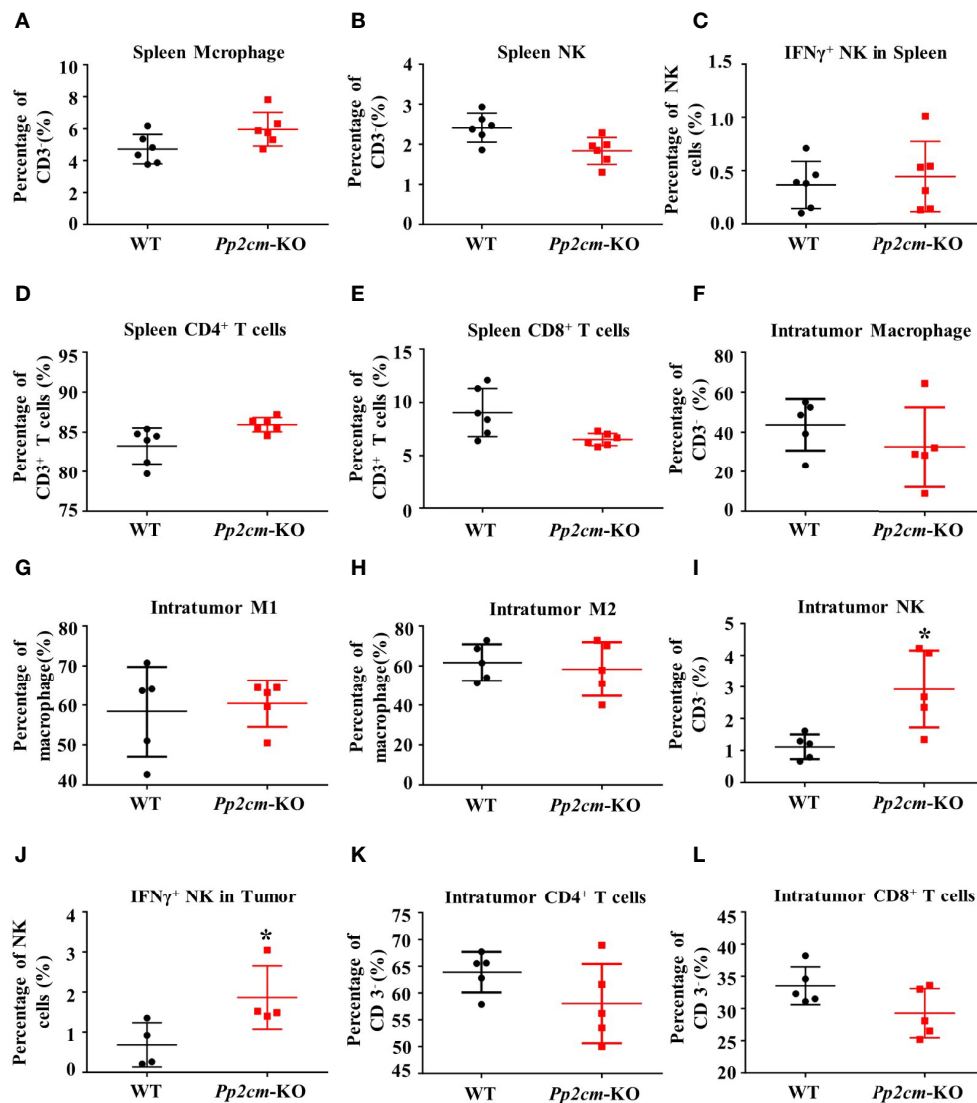 A
Spleen Mcrophage
Percentage of
CD3⁻(%)
10
8
6
4
2
0
WT
Pp2cm-KO
B
Spleen NK
Percentage of
CD3⁻(%)
4
3
2
1
0
WT
Pp2cm-KO
C
IFNγ⁺ NK in Spleen
Percentage of NK
cells (%)
1.5
1.0
0.5
0.0
WT
Pp2cm-KO
D
Spleen CD4⁺ T cells
Percentage of
CD3⁺ T cells (%)
95
90
85
80
75
WT
Pp2cm-KO
E
Spleen CD8⁺ T cells
Percentage of
CD3⁺ T cells (%)
15
10
5
0
WT
Pp2cm-KO
F
Intratumor Macrophage
Percentage of
CD3⁻ (%)
80
60
40
20
0
WT
Pp2cm-KO
G
Intratumor M1
Percentage of
macrophage(%)
80
70
60
50
40
WT
Pp2cm-KO
H
Intratumor M2
Percentage of
macrophage(%)
80
60
40
20
0
WT
Pp2cm-KO
I
Intratumor NK
Percentage of
CD3⁻ (%)
5
4
3
2
1
0
*
WT
Pp2cm-KO
J
IFNγ⁺ NK in Tumor
Percentage of NK
cells (%)
4
3
2
1
0
*
WT
Pp2cm-KO
K
Intratumor CD4⁺ T cells
Percentage of
CD 3⁻(%)
75
70
65
60
55
50
45
WT
Pp2cm-KO
L
Intratumor CD8⁺ T cells
Percentage of
CD 3⁻(%)
45
40
35
30
25
20
WT
Pp2cm-KO